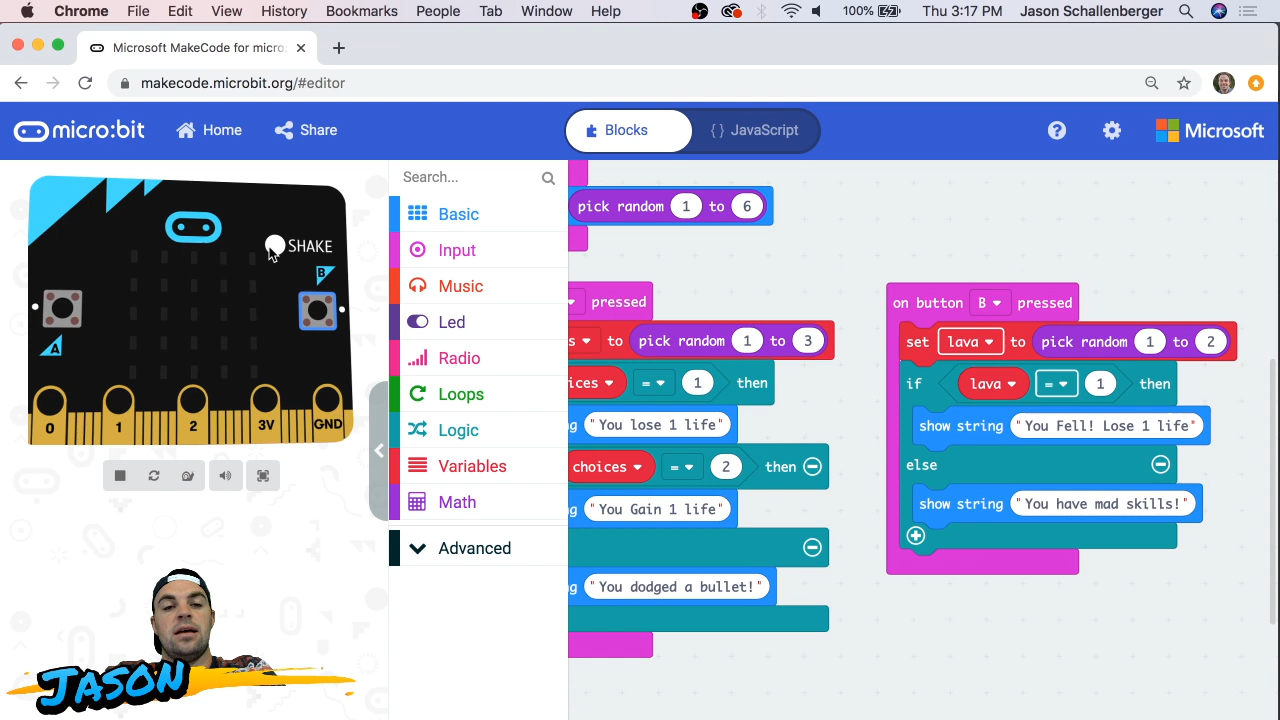 Chrome File Edit View History Bookmarks People Tab Window Help 100% Thu 3:17 PM Jason Schallenberger
Microsoft MakeCode for micro:
makecode.microbit.org/#editor
micro:bit Home Share Blocks { } JavaScript Microsoft
Search...
Basic
Input
Music
Led
Radio
Loops
Logic
Variables
Math
Advanced
SHAKE
B
A
0 1 2 3V GND
pick random 1 to 6
pressed
s to pick random 1 to 3
ices = 1 then
g "You lose 1 life"
choices = 2 then
g "You Gain 1 life"
g "You dodged a bullet!"
on button B pressed
set lava to pick random 1 to 2
if lava = 1 then
show string "You Fell! Lose 1 life"
else
show string "You have mad skills!"
JASON